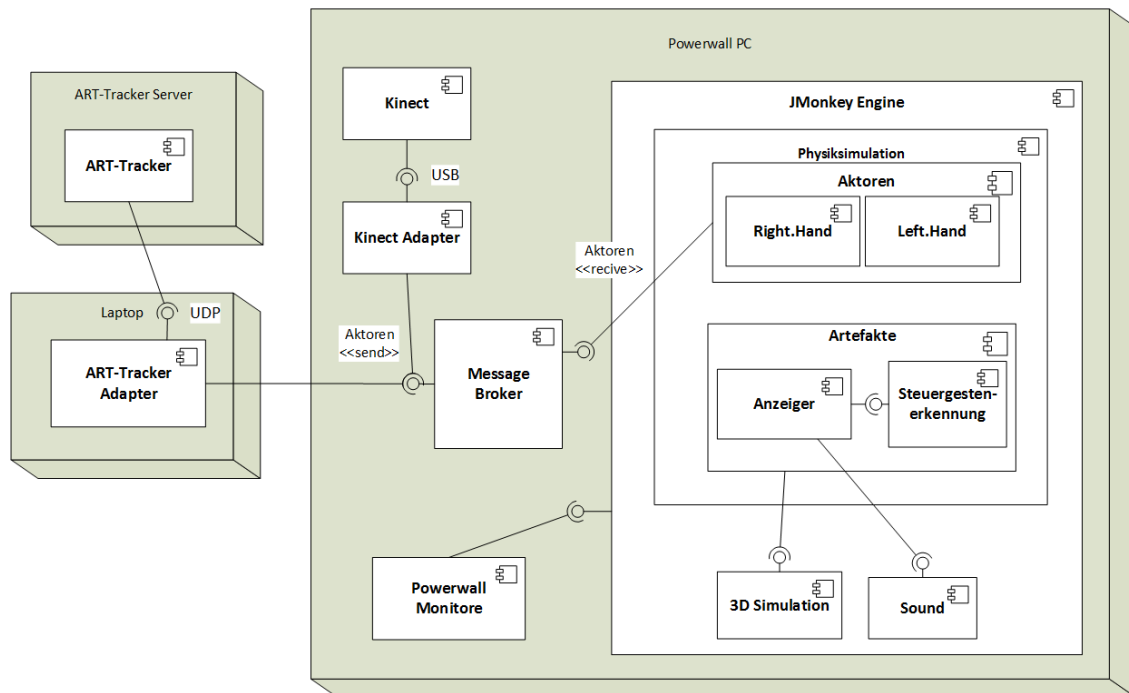 Powerwall PC
ART-Tracker Server
ART-Tracker
Kinect
USB
Kinect Adapter
JMonkey Engine
Physiksimulation
Aktoren
Right.Hand
Left.Hand
Aktoren
<<recive>>
Laptop
UDP
ART-Tracker
Adapter
Aktoren
<<send>>
Message
Broker
Artefakte
Anzeiger
Steuergesten-
erkennung
Powerwall
Monitore
3D Simulation
Sound